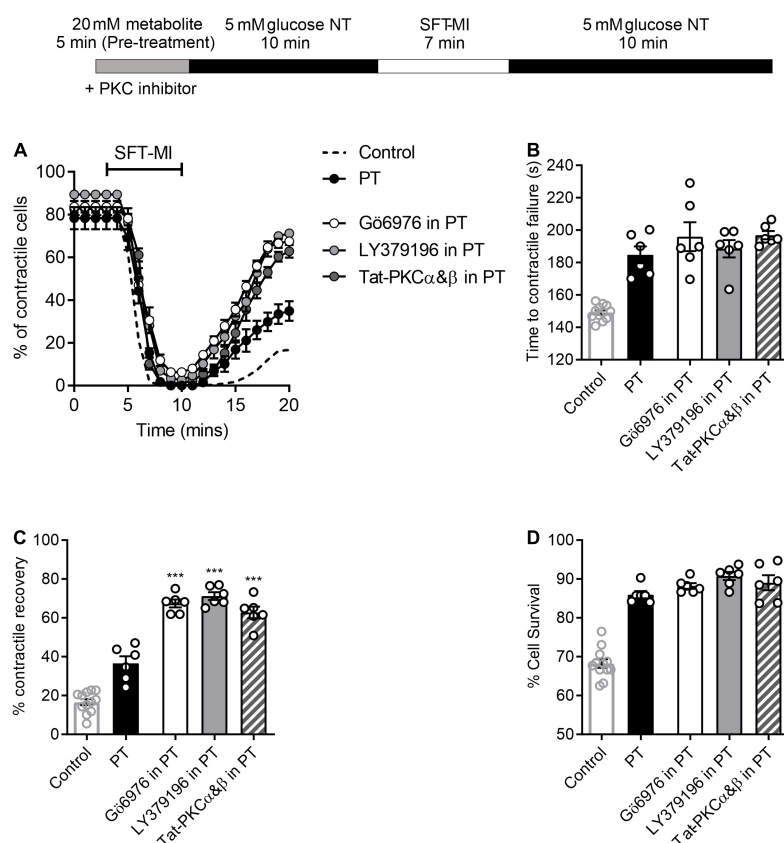 20 mM metabolite
5 min (Pre-treatment)
5 mM glucose NT
10 min
SFT-MI
7 min
5 mM glucose NT
10 min
+ PKC inhibitor
A
SFT-MI
% of contractile cells
100
80
60
40
20
0
0 5 10 15 20
Time (mins)
Control
PT
Gö6976 in PT
LY379196 in PT
Tat-PKCα&β in PT
B
Time to contractile failure (s)
240
220
200
180
160
140
120
Control
PT
Gö6976 in PT
LY379196 in PT
Tat-PKCα&β in PT
C
% contractile recovery
100
80
60
40
20
0
***
***
***
Control
PT
Gö6976 in PT
LY379196 in PT
Tat-PKCα&β in PT
D
% Cell Survival
100
90
80
70
60
50
Control
PT
Gö6976 in PT
LY379196 in PT
Tat-PKCα&β in PT